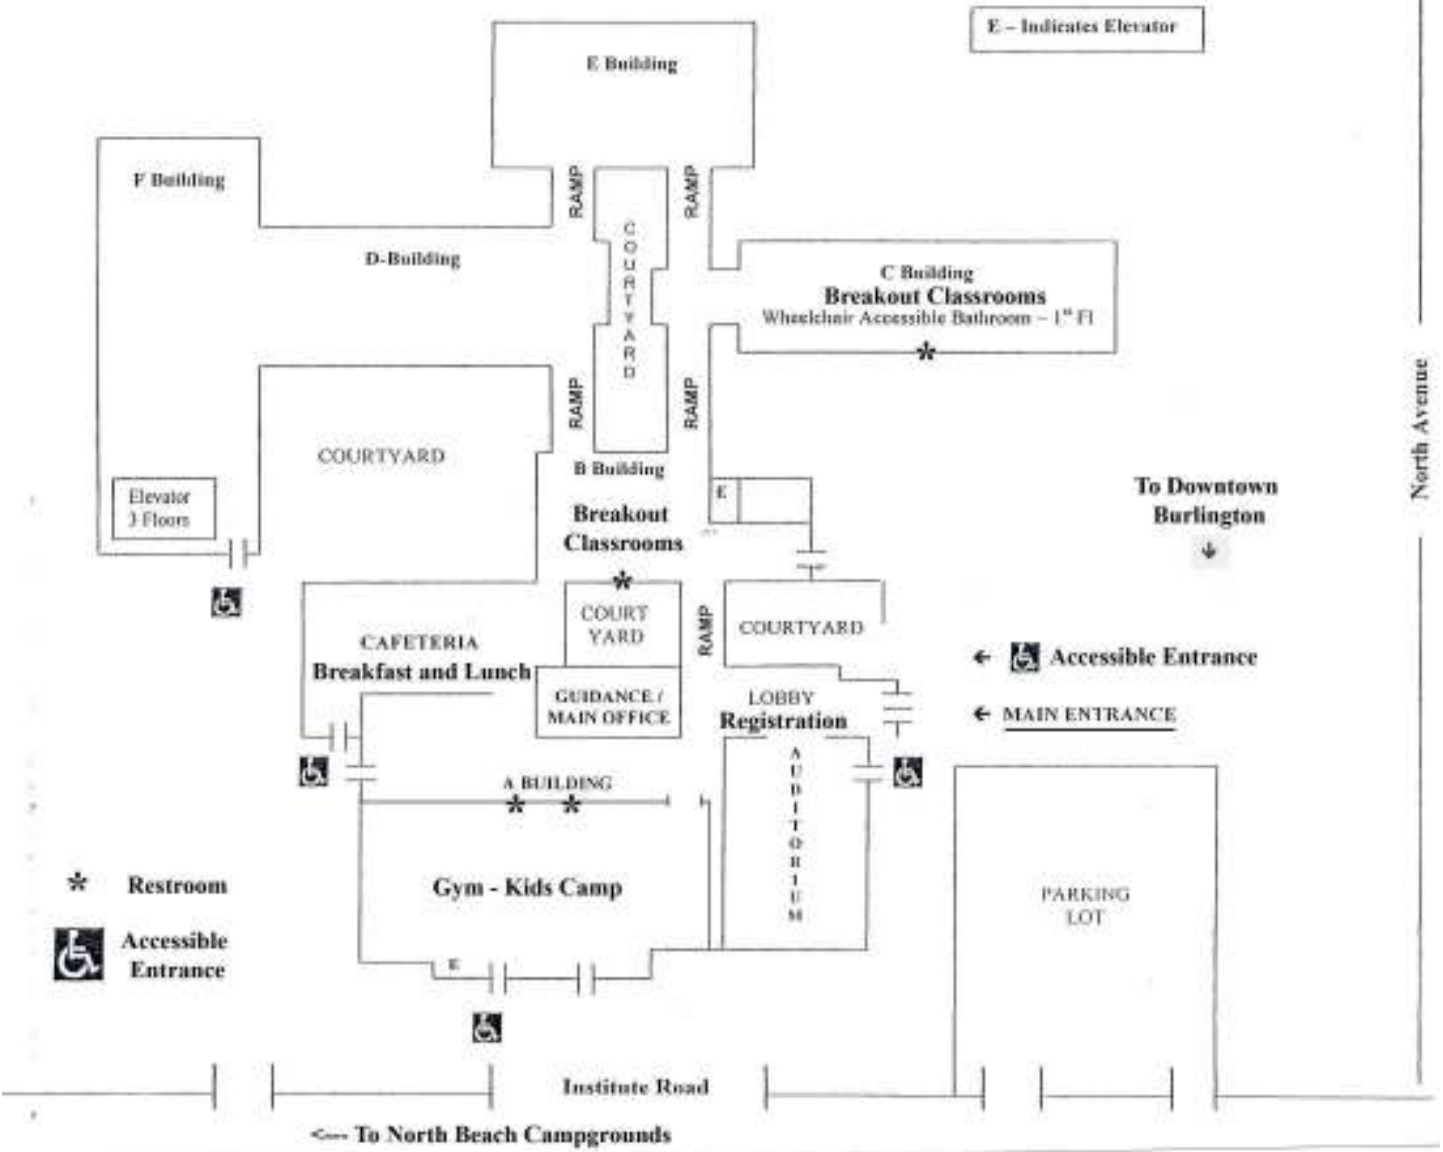 E – Indicates Elevator
E Building
F Building
RAMP
RAMP
COURTYARD
D-Building
C Building
Breakout Classrooms
Wheelchair Accessible Bathroom – 1st Fl
*
RAMP
RAMP
North Avenue
COURTYARD
B Building
E
Elevator
3 Floors
To Downtown
Burlington
Breakout
Classrooms
*
COURT
YARD
RAMP
COURTYARD
CAFETERIA
Breakfast and Lunch
Accessible Entrance
GUIDANCE /
MAIN OFFICE
LOBBY
Registration
MAIN ENTRANCE
AUDITORIUM
A BUILDING
* *
* Restroom
Gym - Kids Camp
PARKING
LOT
Accessible
Entrance
E
Institute Road
<--- To North Beach Campgrounds